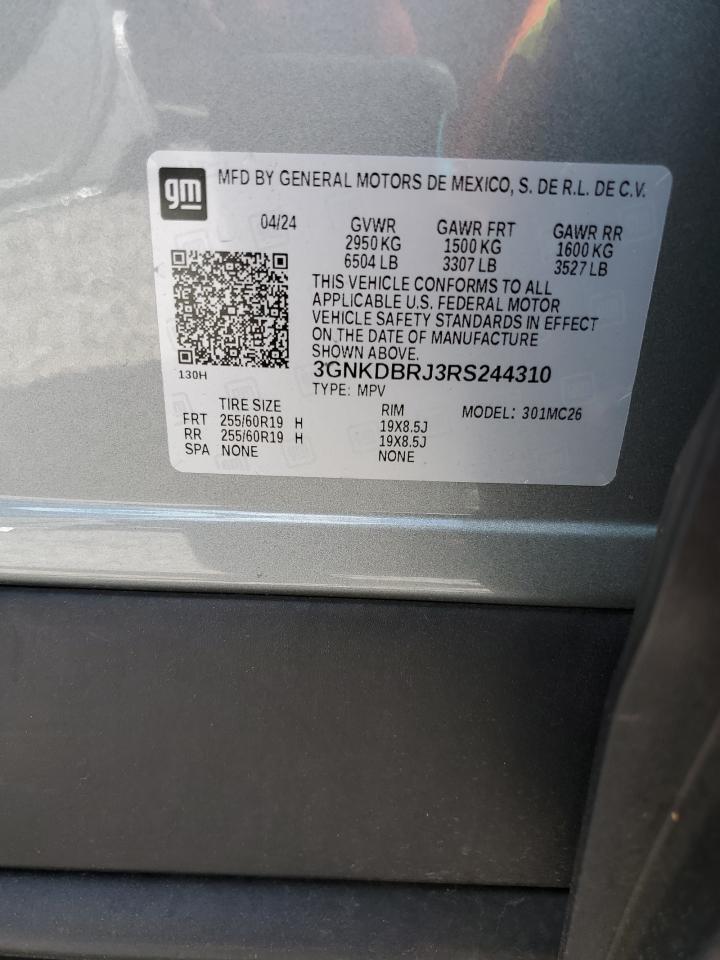 gm
MFD BY GENERAL MOTORS DE MEXICO, S. DE R.L. DE C.V.
04/24 GVWR GAWR FRT GAWR RR
2950 KG 1500 KG 1600 KG
6504 LB 3307 LB 3527 LB
THIS VEHICLE CONFORMS TO ALL
APPLICABLE U.S. FEDERAL MOTOR
VEHICLE SAFETY STANDARDS IN EFFECT
ON THE DATE OF MANUFACTURE
SHOWN ABOVE.
130H
3GNKDBRJ3RS244310
TYPE: MPV
TIRE SIZE RIM MODEL: 301MC26
FRT 255/60R19 H 19X8.5J
RR 255/60R19 H 19X8.5J
SPA NONE NONE